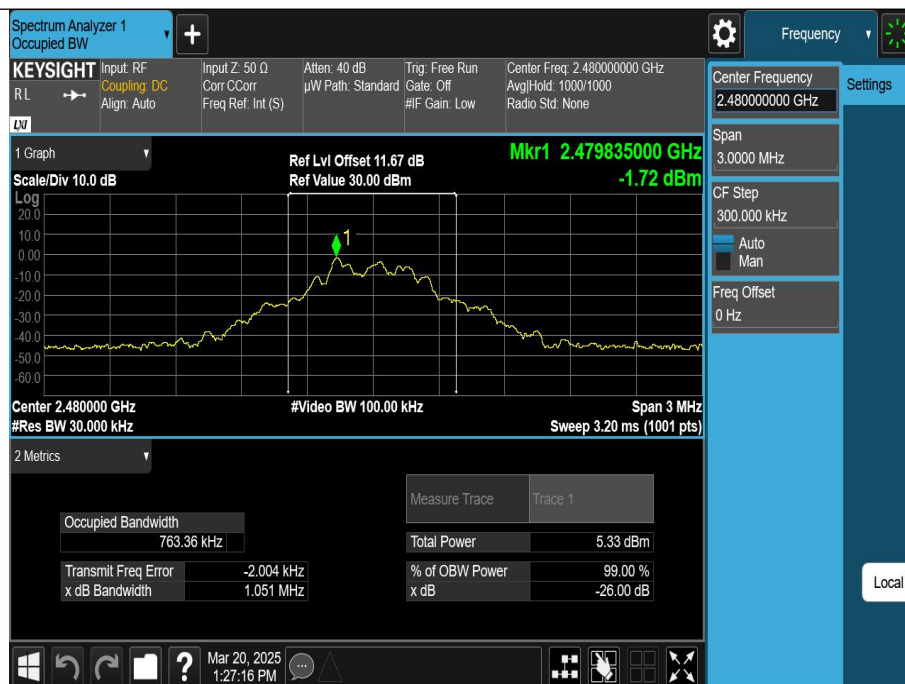 Spectrum Analyzer 1
Occupied BW
Frequency
KEYSIGHT
RL
LXI
Input: RF
Coupling: DC
Align: Auto
Input Z: 50 Ω
Corr CCorr
Freq Ref: Int (S)
Atten: 40 dB
µW Path: Standard
Trig: Free Run
Gate: Off
#IF Gain: Low
Center Freq: 2.480000000 GHz
Avg|Hold: 1000/1000
Radio Std: None
Center Frequency
2.480000000 GHz
Settings
Span
3.0000 MHz
CF Step
300.000 kHz
Auto
Man
Freq Offset
0 Hz
1 Graph
Scale/Div 10.0 dB
Ref Lvl Offset 11.67 dB
Ref Value 30.00 dBm
Mkr1 2.479835000 GHz
-1.72 dBm
Log
20.0
10.0
0.00
-10.0
-20.0
-30.0
-40.0
-50.0
-60.0
1
Center 2.480000 GHz
#Res BW 30.000 kHz
#Video BW 100.00 kHz
Span 3 MHz
Sweep 3.20 ms (1001 pts)
2 Metrics
Measure Trace
Trace 1
Occupied Bandwidth
763.36 kHz
Total Power
5.33 dBm
Transmit Freq Error
-2.004 kHz
% of OBW Power
99.00 %
x dB Bandwidth
1.051 MHz
x dB
-26.00 dB
Local
?
Mar 20, 2025
1:27:16 PM